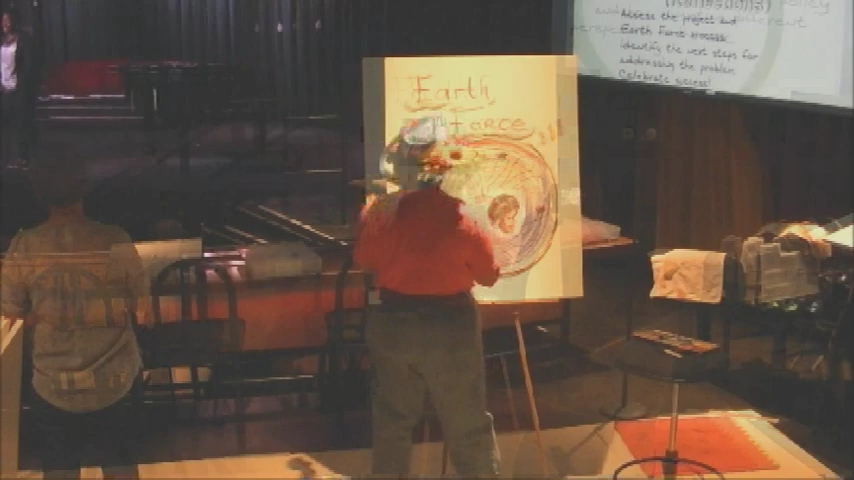 Policy
Assess the project and
Earth Force process
identify the next steps for
addressing the problem
Celebrate success!
Earth
Force